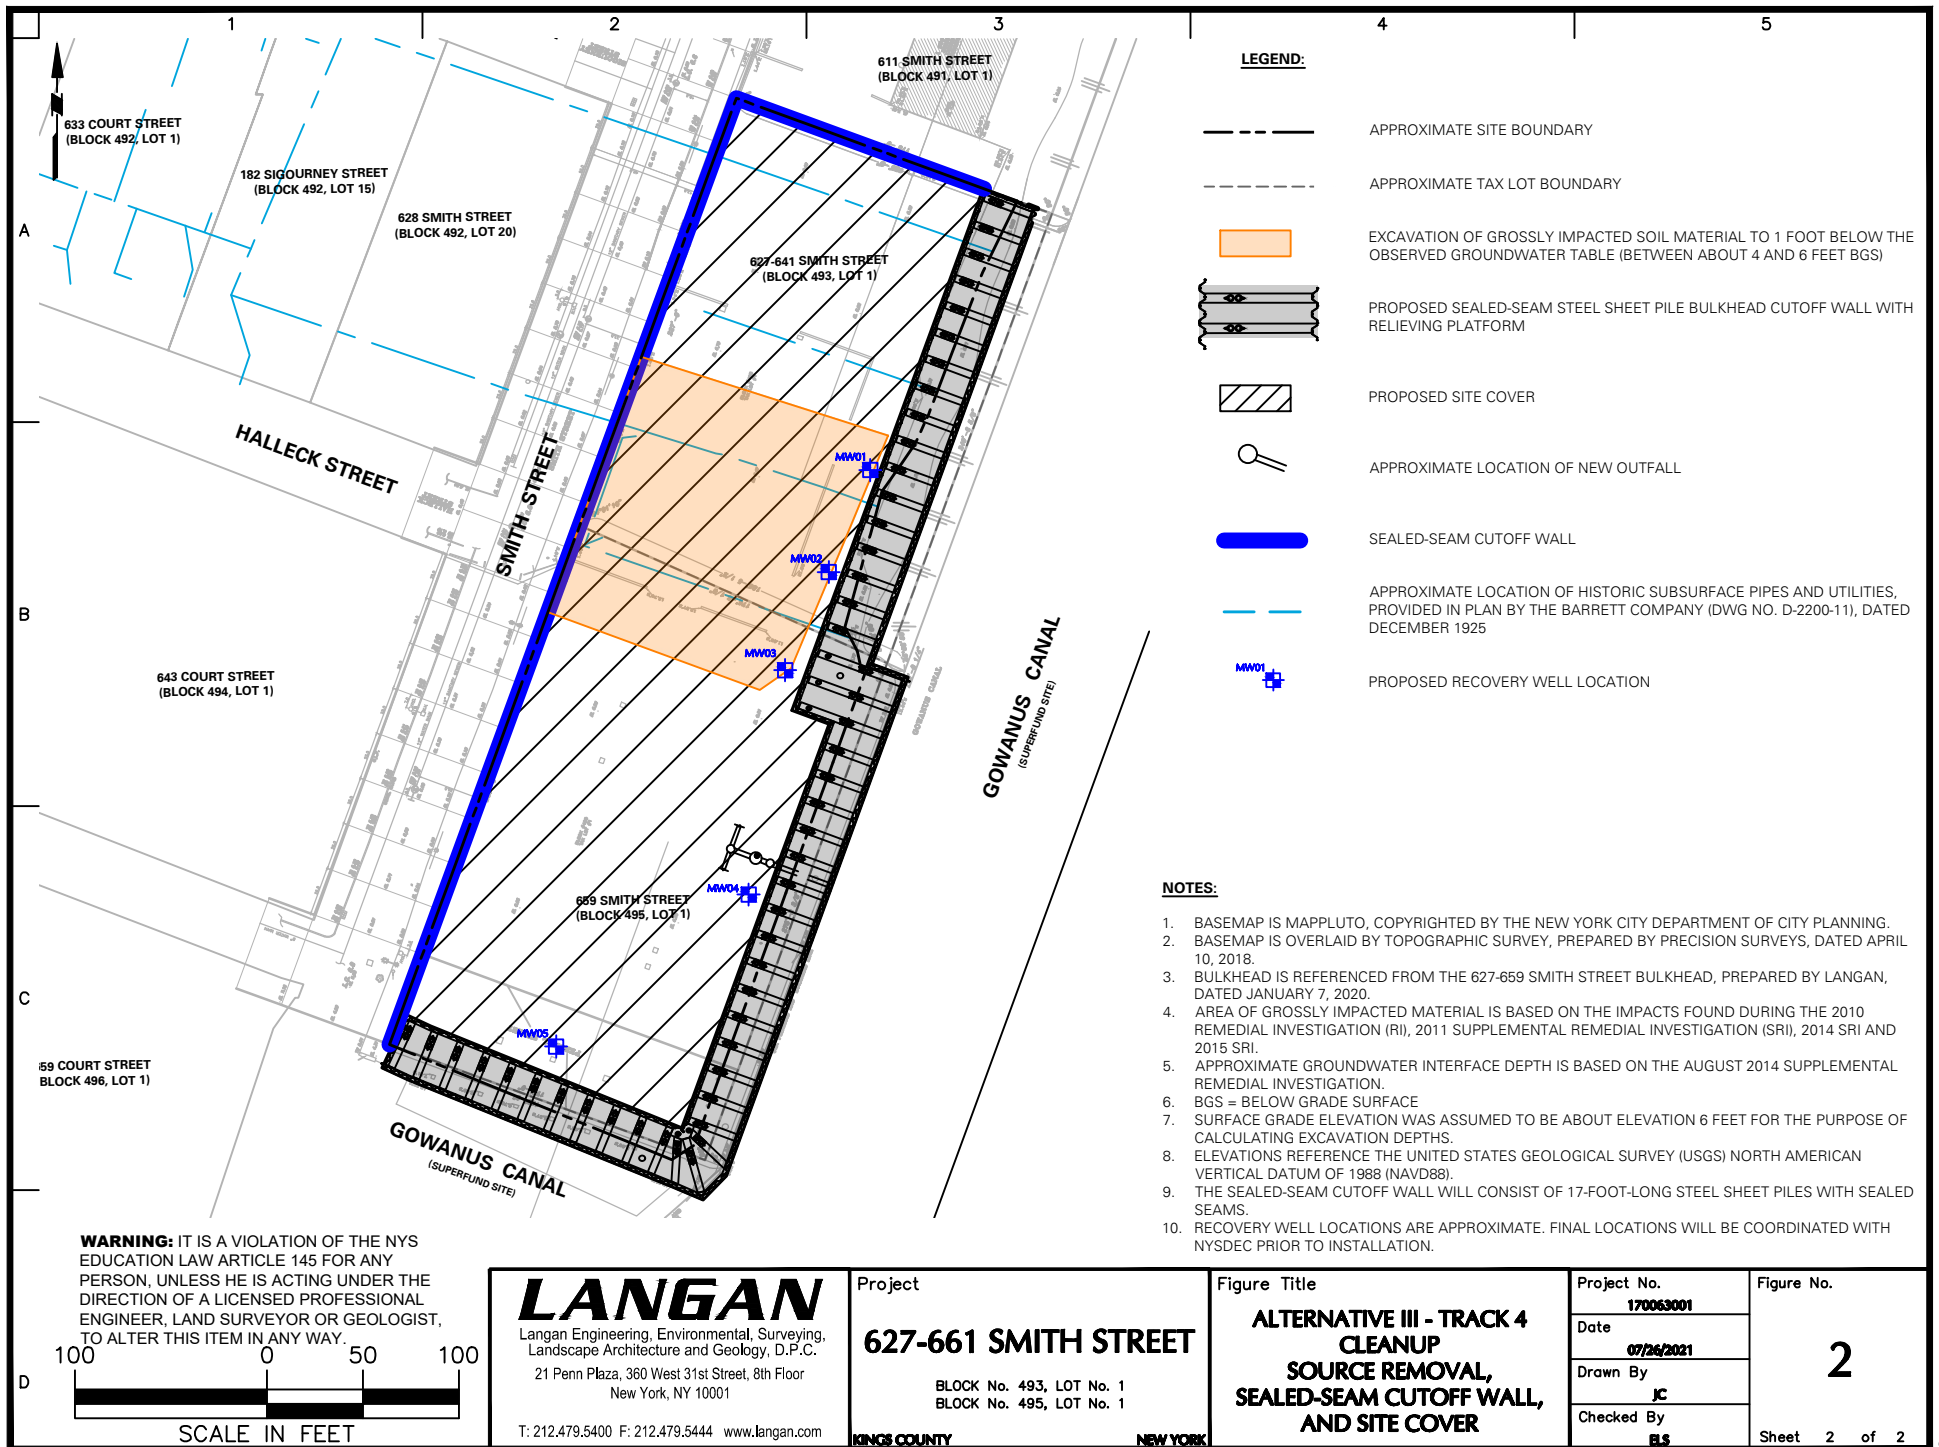 1 2 3 4 5
A
B
C
D
633 COURT STREET
(BLOCK 492, LOT 1)
182 SIGOURNEY STREET
(BLOCK 492, LOT 15)
628 SMITH STREET
(BLOCK 492, LOT 20)
611 SMITH STREET
(BLOCK 491, LOT 1)
627-641 SMITH STREET
(BLOCK 493, LOT 1)
HALLECK STREET
SMITH STREET
MW01
MW02
MW03
643 COURT STREET
(BLOCK 494, LOT 1)
GOWANUS CANAL
(SUPERFUND SITE)
GOWANUS CANAL
MW04
659 SMITH STREET
(BLOCK 495, LOT 1)
MW05
59 COURT STREET
BLOCK 496, LOT 1)
GOWANUS CANAL
(SUPERFUND SITE)
LEGEND:
APPROXIMATE SITE BOUNDARY
APPROXIMATE TAX LOT BOUNDARY
EXCAVATION OF GROSSLY IMPACTED SOIL MATERIAL TO 1 FOOT BELOW THE
OBSERVED GROUNDWATER TABLE (BETWEEN ABOUT 4 AND 6 FEET BGS)
PROPOSED SEALED-SEAM STEEL SHEET PILE BULKHEAD CUTOFF WALL WITH
RELIEVING PLATFORM
PROPOSED SITE COVER
APPROXIMATE LOCATION OF NEW OUTFALL
SEALED-SEAM CUTOFF WALL
APPROXIMATE LOCATION OF HISTORIC SUBSURFACE PIPES AND UTILITIES,
PROVIDED IN PLAN BY THE BARRETT COMPANY (DWG NO. D-2200-11), DATED
DECEMBER 1925
MW01
PROPOSED RECOVERY WELL LOCATION
NOTES:
1. BASEMAP IS MAPPLUTO, COPYRIGHTED BY THE NEW YORK CITY DEPARTMENT OF CITY PLANNING.
2. BASEMAP IS OVERLAID BY TOPOGRAPHIC SURVEY, PREPARED BY PRECISION SURVEYS, DATED APRIL
10, 2018.
3. BULKHEAD IS REFERENCED FROM THE 627-659 SMITH STREET BULKHEAD, PREPARED BY LANGAN,
DATED JANUARY 7, 2020.
4. AREA OF GROSSLY IMPACTED MATERIAL IS BASED ON THE IMPACTS FOUND DURING THE 2010
REMEDIAL INVESTIGATION (RI), 2011 SUPPLEMENTAL REMEDIAL INVESTIGATION (SRI), 2014 SRI AND
2015 SRI.
5. APPROXIMATE GROUNDWATER INTERFACE DEPTH IS BASED ON THE AUGUST 2014 SUPPLEMENTAL
REMEDIAL INVESTIGATION.
6. BGS = BELOW GRADE SURFACE
7. SURFACE GRADE ELEVATION WAS ASSUMED TO BE ABOUT ELEVATION 6 FEET FOR THE PURPOSE OF
CALCULATING EXCAVATION DEPTHS.
8. ELEVATIONS REFERENCE THE UNITED STATES GEOLOGICAL SURVEY (USGS) NORTH AMERICAN
VERTICAL DATUM OF 1988 (NAVD88).
9. THE SEALED-SEAM CUTOFF WALL WILL CONSIST OF 17-FOOT-LONG STEEL SHEET PILES WITH SEALED
SEAMS.
10. RECOVERY WELL LOCATIONS ARE APPROXIMATE. FINAL LOCATIONS WILL BE COORDINATED WITH
NYSDEC PRIOR TO INSTALLATION.
WARNING: IT IS A VIOLATION OF THE NYS
EDUCATION LAW ARTICLE 145 FOR ANY
PERSON, UNLESS HE IS ACTING UNDER THE
DIRECTION OF A LICENSED PROFESSIONAL
ENGINEER, LAND SURVEYOR OR GEOLOGIST,
TO ALTER THIS ITEM IN ANY WAY.
100 0 50 100
SCALE IN FEET
LANGAN
Langan Engineering, Environmental, Surveying,
Landscape Architecture and Geology, D.P.C.
21 Penn Plaza, 360 West 31st Street, 8th Floor
New York, NY 10001
T: 212.479.5400 F: 212.479.5444 www.langan.com
Project
627-661 SMITH STREET
BLOCK No. 493, LOT No. 1
BLOCK No. 495, LOT No. 1
KINGS COUNTY NEW YORK
Figure Title
ALTERNATIVE III - TRACK 4
CLEANUP
SOURCE REMOVAL,
SEALED-SEAM CUTOFF WALL,
AND SITE COVER
Project No.
170063001
Date
07/26/2021
Drawn By
JC
Checked By
ELS
Figure No.
2
Sheet 2 of 2